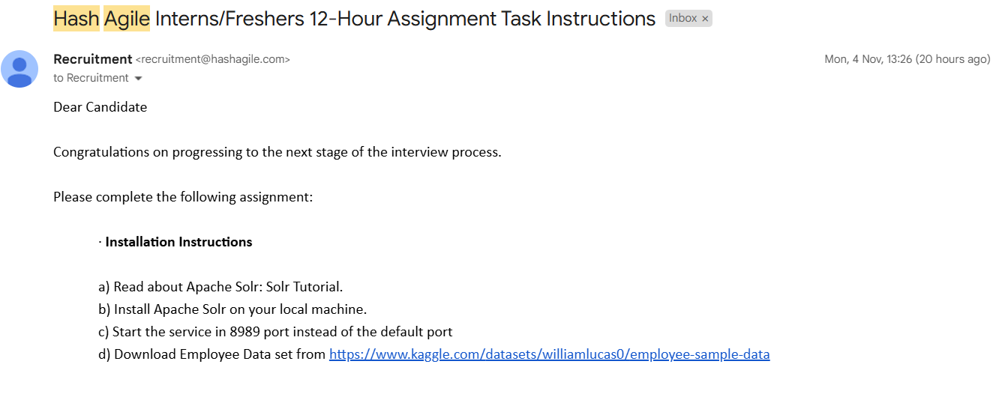 Hash Agile Interns/Freshers 12-Hour Assignment Task Instructions Inbox ×
Recruitment <recruitment@hashagile.com> Mon, 4 Nov, 13:26 (20 hours ago)
to Recruitment
Dear Candidate
Congratulations on progressing to the next stage of the interview process.
Please complete the following assignment:
· Installation Instructions
a) Read about Apache Solr: Solr Tutorial.
b) Install Apache Solr on your local machine.
c) Start the service in 8989 port instead of the default port
d) Download Employee Data set from https://www.kaggle.com/datasets/williamlucas0/employee-sample-data